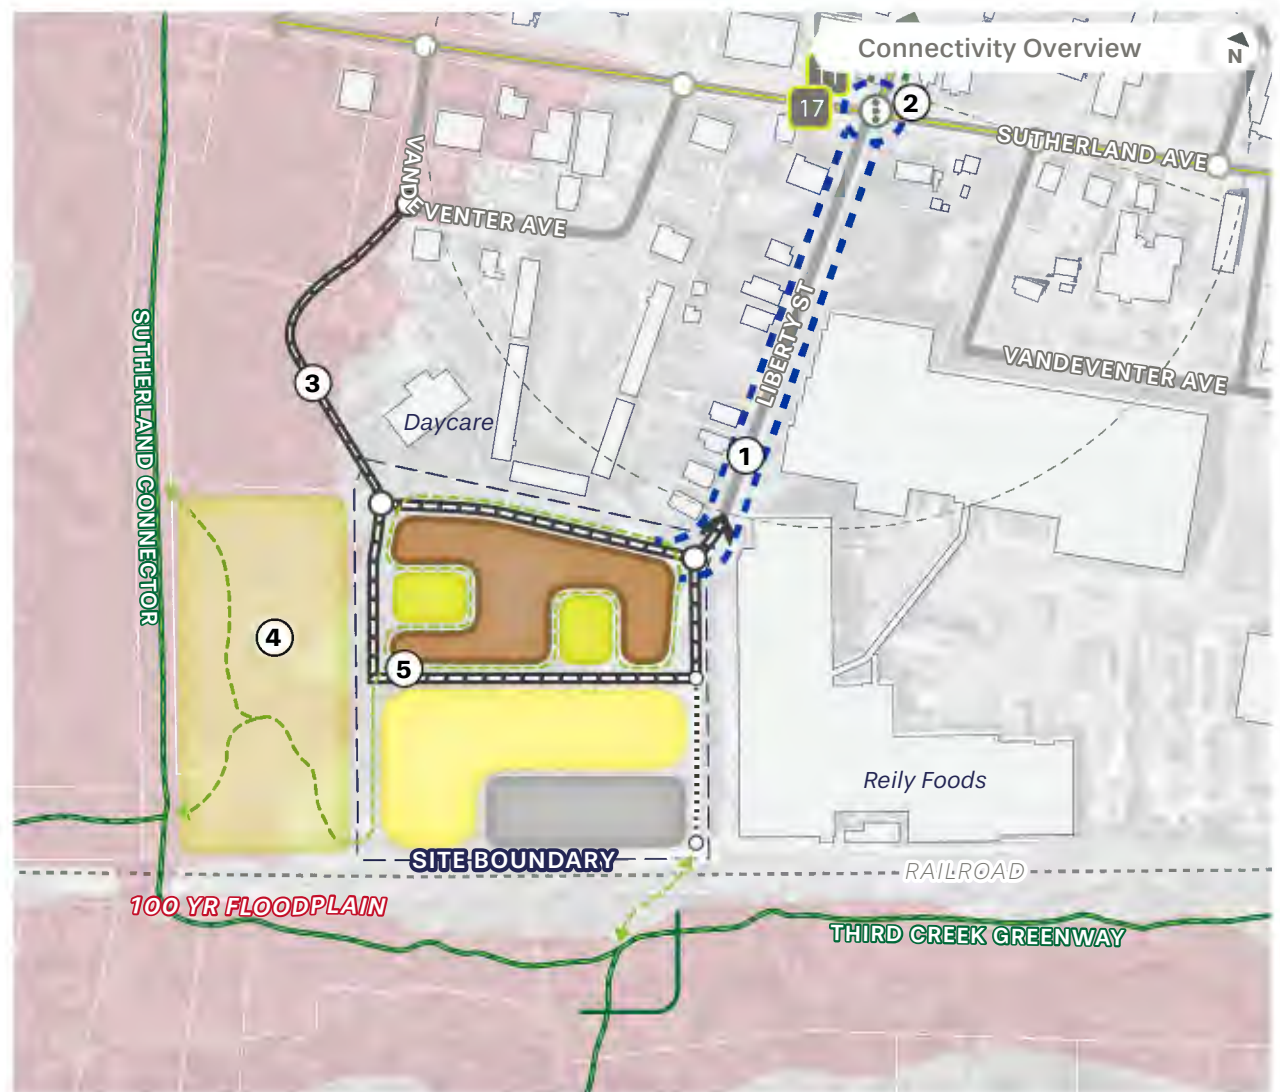 Connectivity Overview
N
17
2
SUTHERLAND AVE
VANDEVENTER AVE
LIBERTY ST
VANDEVENTER AVE
SUTHERLAND CONNECTOR
3
Daycare
1
4
5
Reily Foods
SITE BOUNDARY
RAILROAD
100 YR FLOODPLAIN
THIRD CREEK GREENWAY